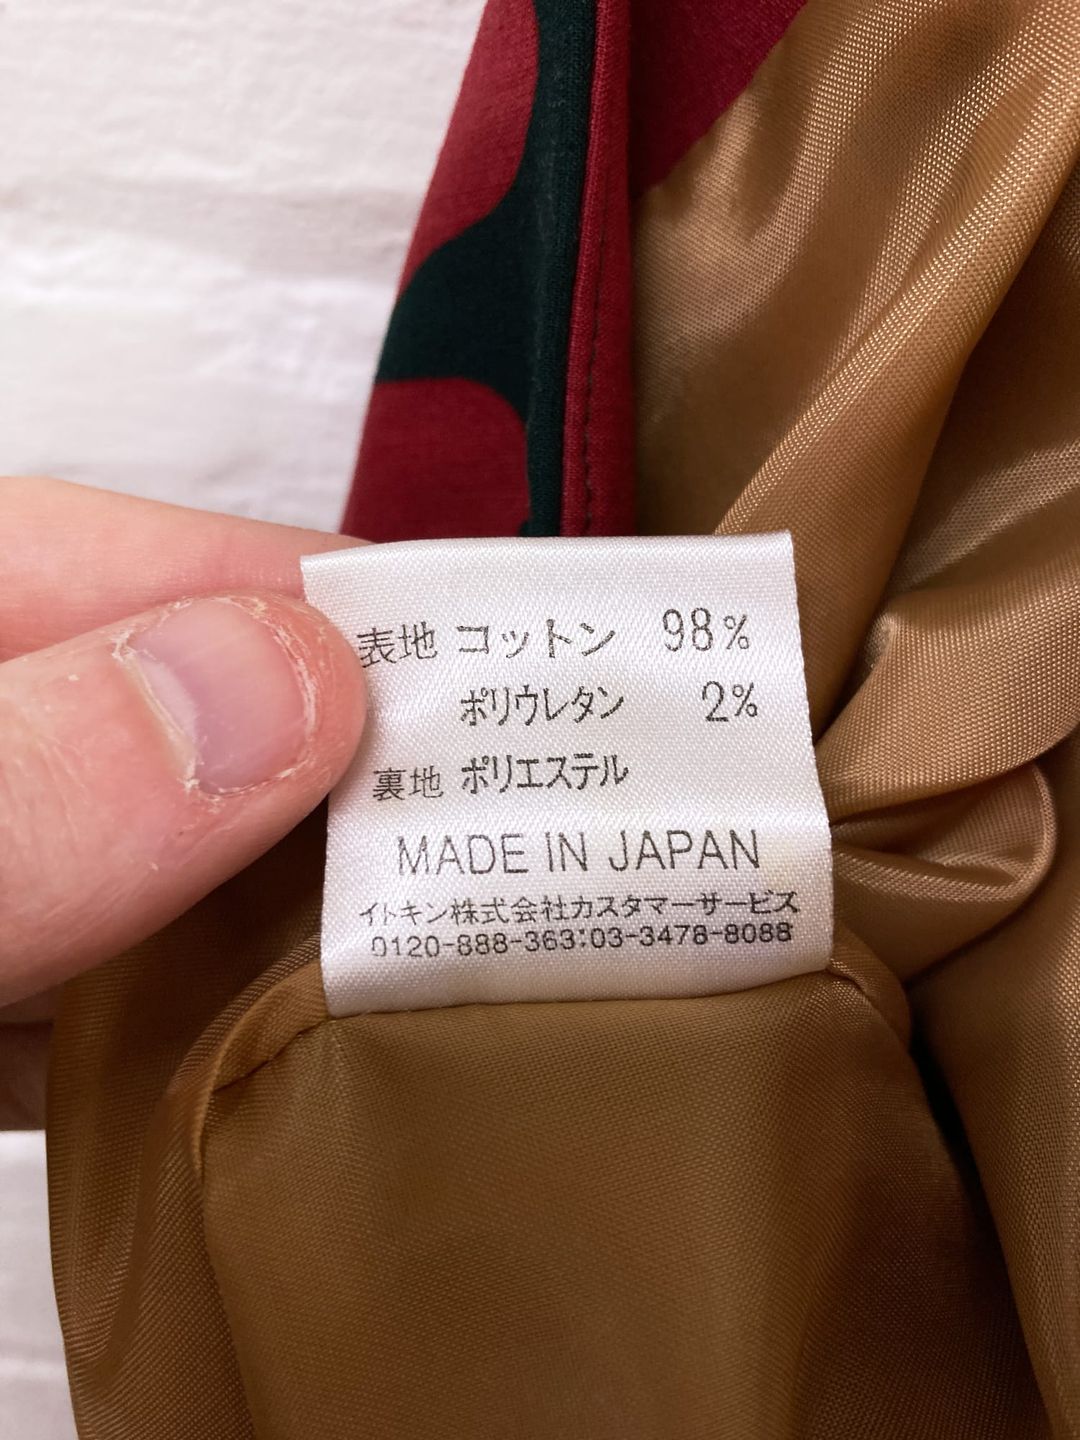 表地 コットン 98%
ポリウレタン 2%
裏地 ポリエステル
MADE IN JAPAN
イトキン株式会社カスタマーサービス
0120-888-363:03-3478-8088